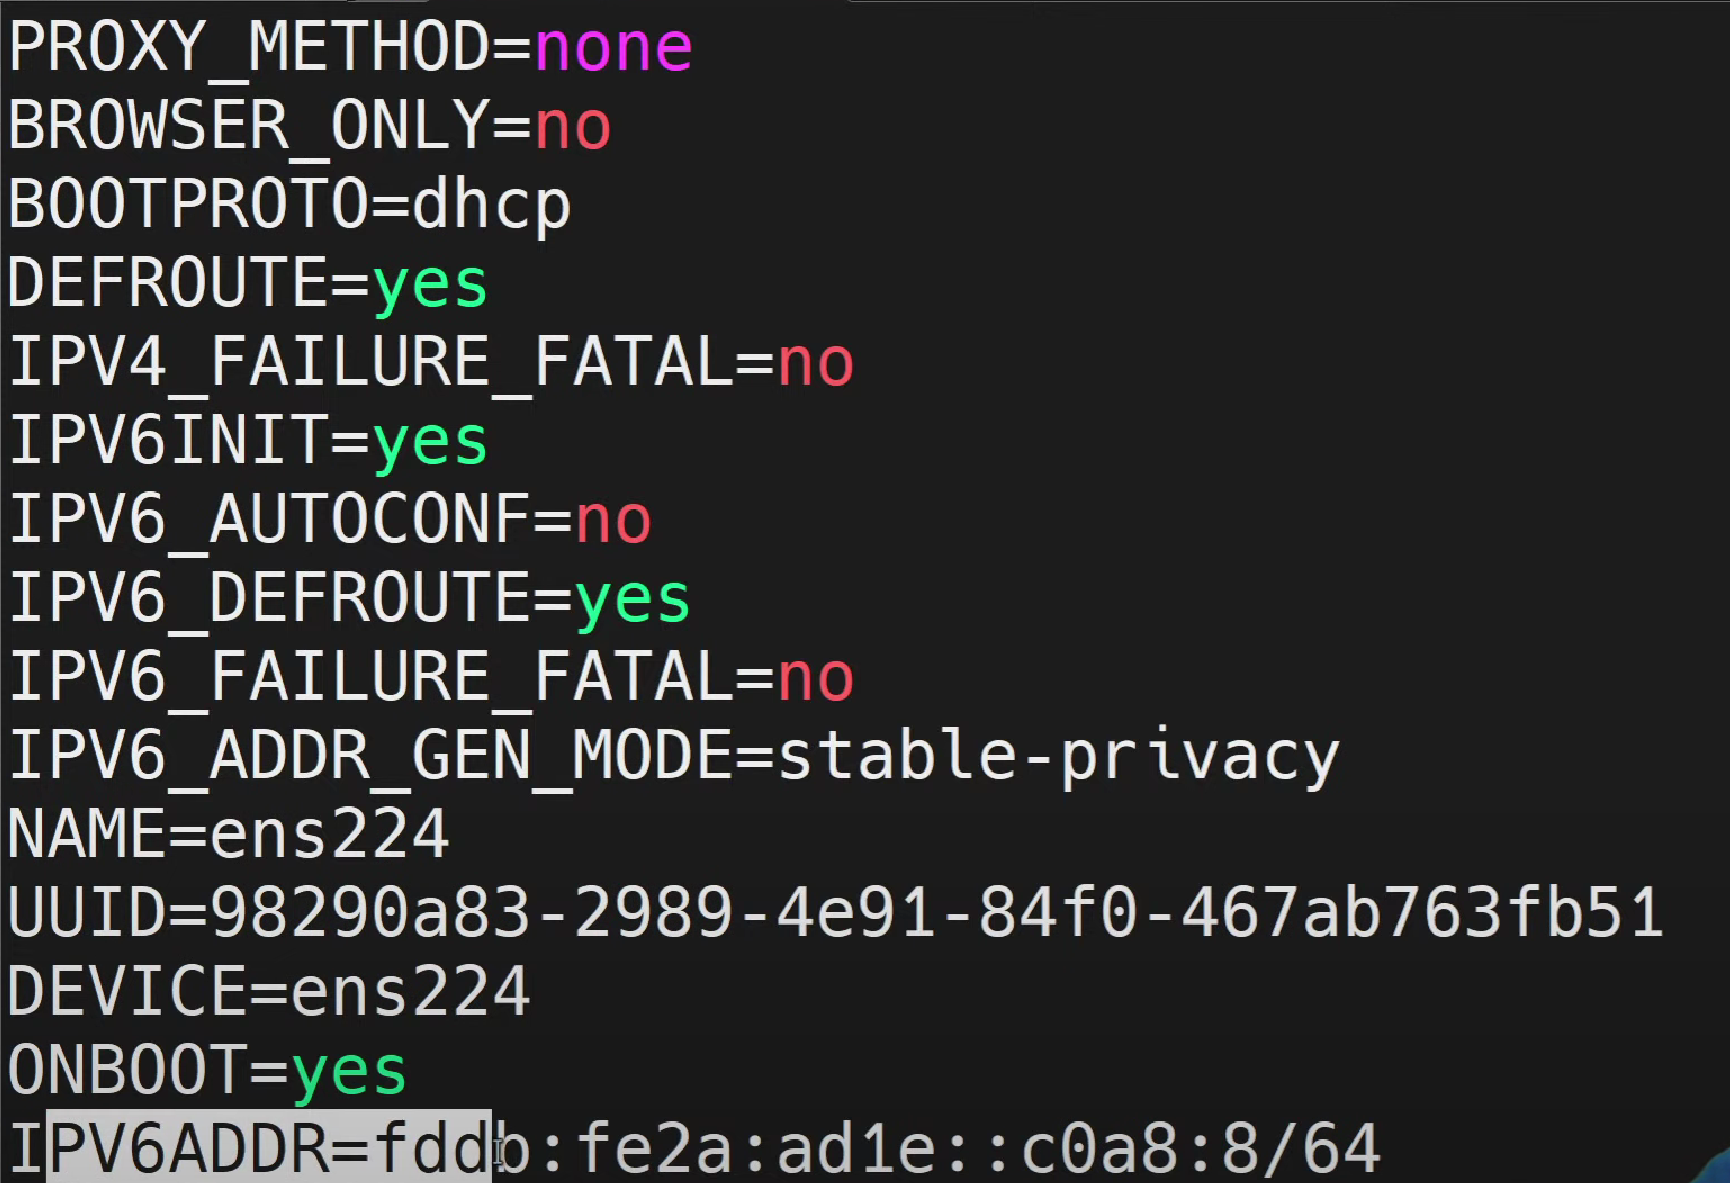 PROXY_METHOD=none
BROWSER_ONLY=no
BOOTPROTO=dhcp
DEFROUTE=yes
IPV4_FAILURE_FATAL=no
IPV6INIT=yes
IPV6_AUTOCONF=no
IPV6_DEFROUTE=yes
IPV6_FAILURE_FATAL=no
IPV6_ADDR_GEN_MODE=stable-privacy
NAME=ens224
UUID=98290a83-2989-4e91-84f0-467ab763fb51
DEVICE=ens224
ONBOOT=yes
IPV6ADDR=fddb:fe2a:ad1e::c0a8:8/64